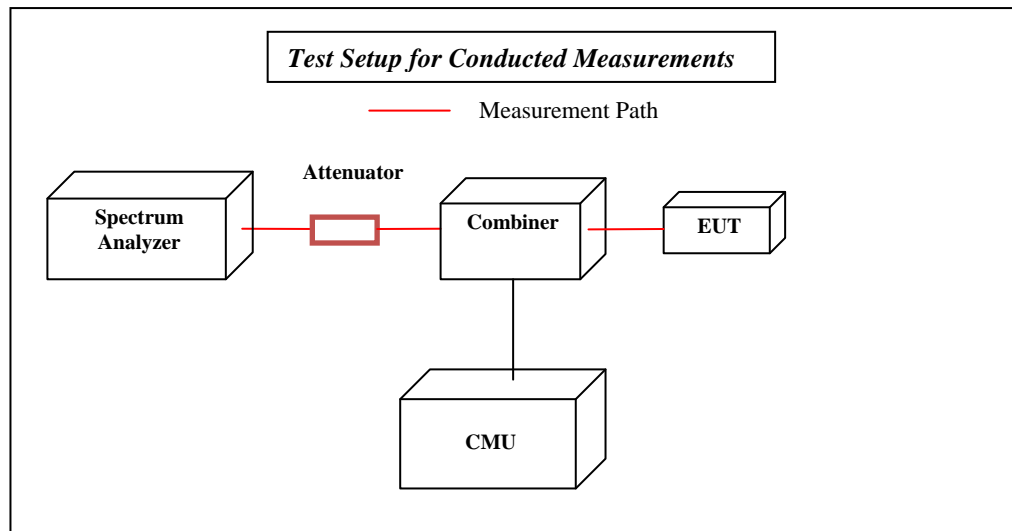 Test Setup for Conducted Measurements
Measurement Path
Attenuator
Spectrum
Analyzer
Combiner
EUT
CMU